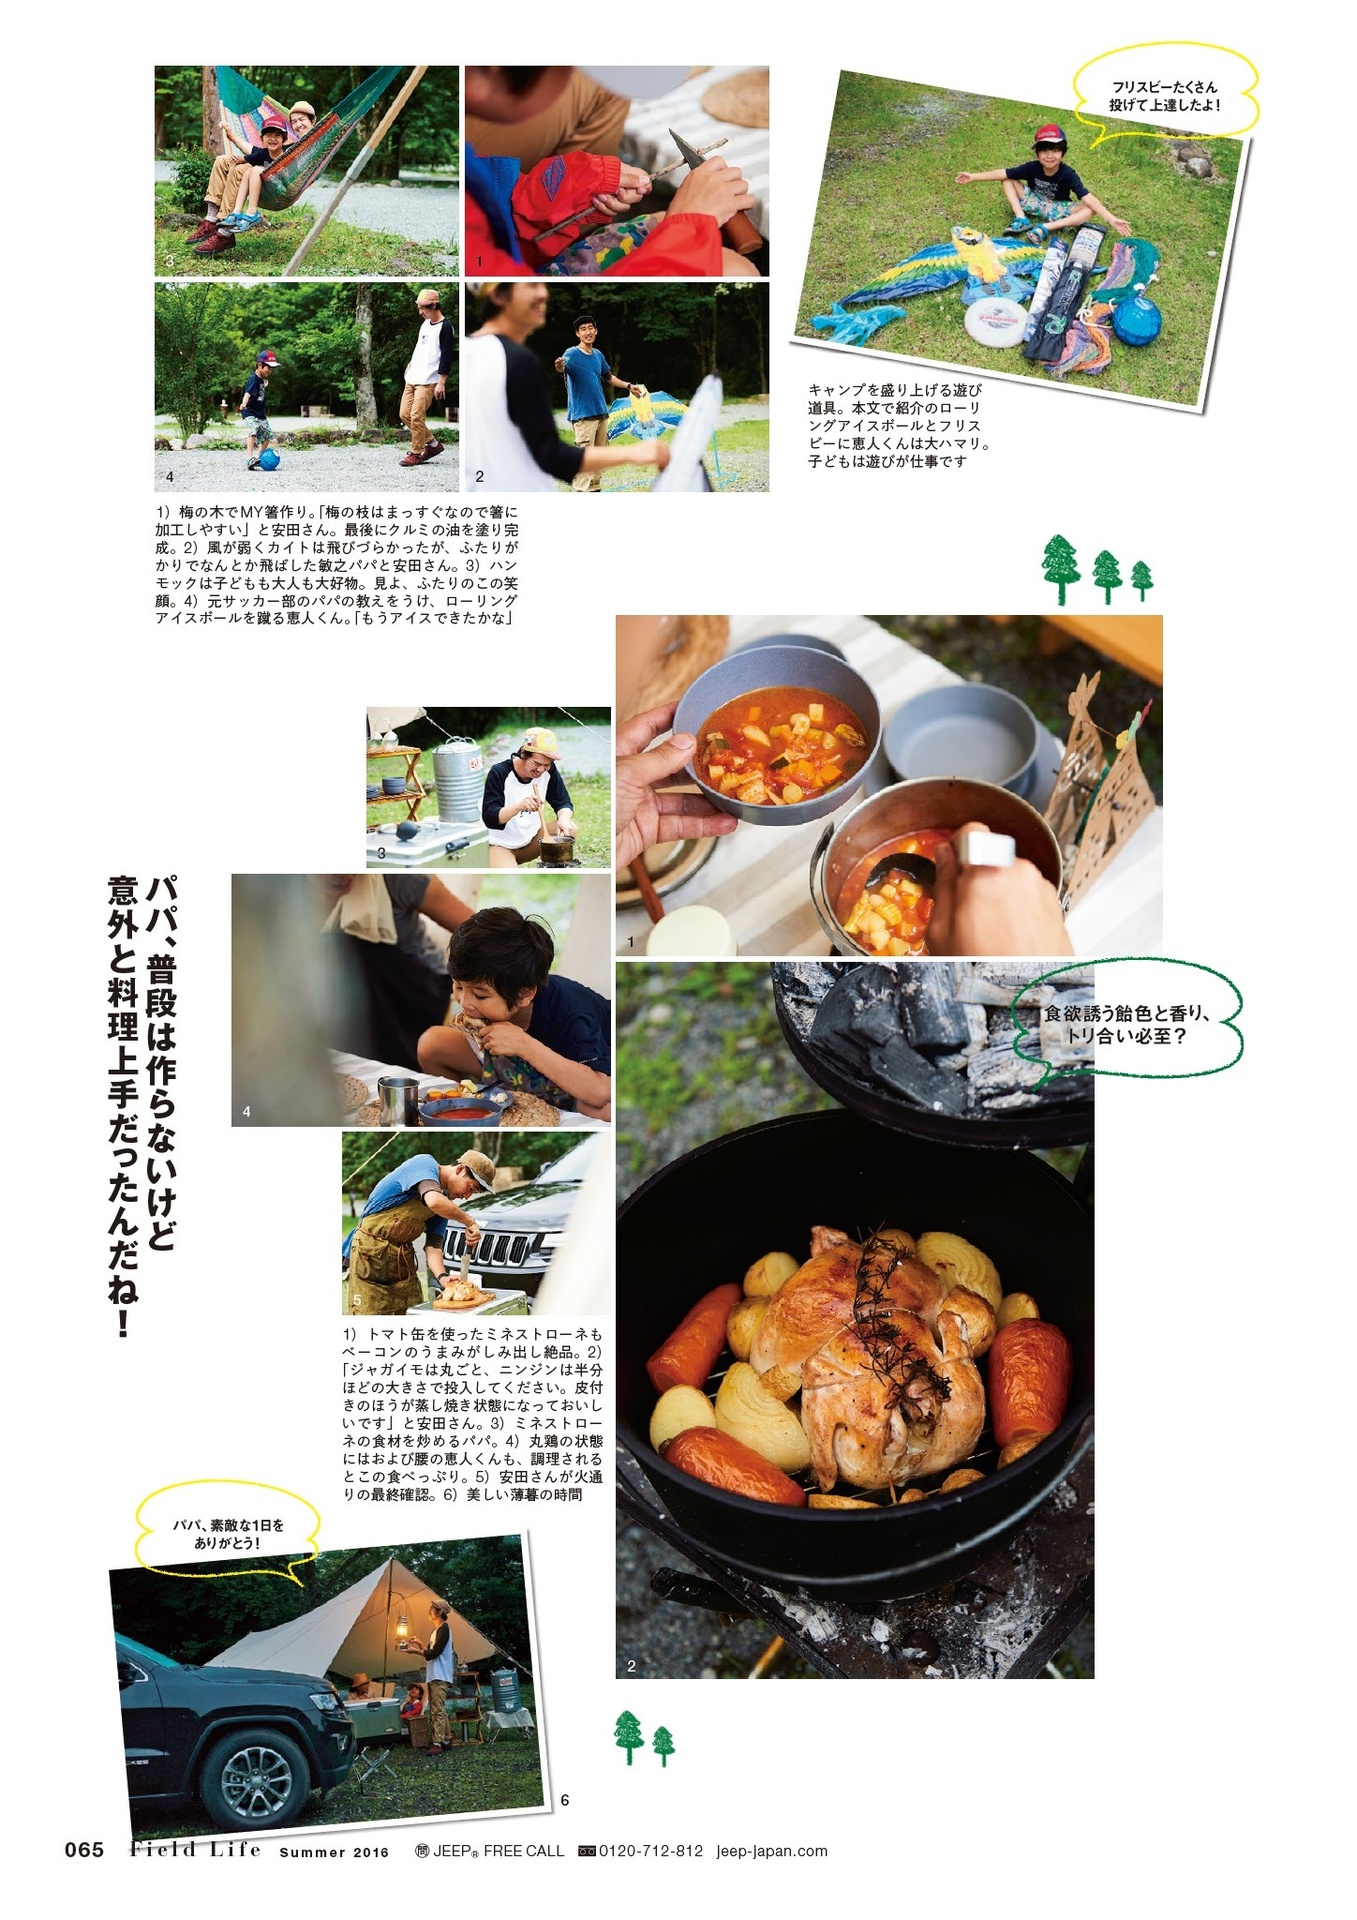 フリスビーたくさん
投げて上達したよ!
3
1
4
2
キャンプを盛り上げる遊び
道具。本文で紹介のローリ
ングアイスボールとフリス
ビーに恵人くんは大ハマリ。
子どもは遊びが仕事です
1）梅の木でMY箸作り。「梅の枝はまっすぐなので箸に
加工しやすい」と安田さん。最後にクルミの油を塗り完
成。2）風が弱くカイトは飛びづらかったが、ふたりが
かりでなんとか飛ばした敏之パパと安田さん。3）ハン
モックは子どもも大人も大好物。見よ、ふたりのこの笑
顔。4）元サッカー部のパパの教えをうけ、ローリング
アイスボールを蹴る恵人くん。「もうアイスできたかな」
3
1
パパ、普段は作らないけど
意外と料理上手だったんだね！
4
食欲誘う飴色と香り、
トリ合い必至？
5
1）トマト缶を使ったミネストローネも
ベーコンのうまみがしみ出し絶品。2）
「ジャガイモは丸ごと、ニンジンは半分
ほどの大きさで投入してください。皮付
きのほうが蒸し焼き状態になっておいし
いです」と安田さん。3）ミネストロー
ネの食材を炒めるパパ。4）丸鶏の状態
にはおよび腰の恵人くんも、調理される
とこの食べっぷり。5）安田さんが火通
りの最終確認。6）美しい薄暮の時間
2
パパ、素敵な1日を
ありがとう！
6
065 Field Life Summer 2016 問 JEEP® FREE CALL 0120-712-812 jeep-japan.com